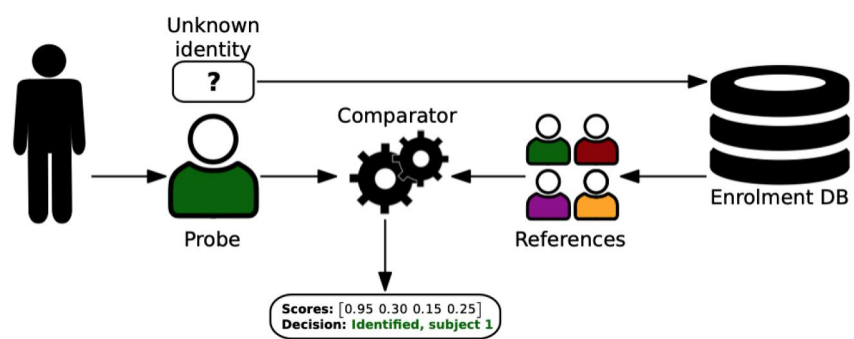 Unknown
identity
?
Comparator
Enrolment DB
Probe
References
Scores: [0.95 0.30 0.15 0.25]
Decision: Identified, subject 1